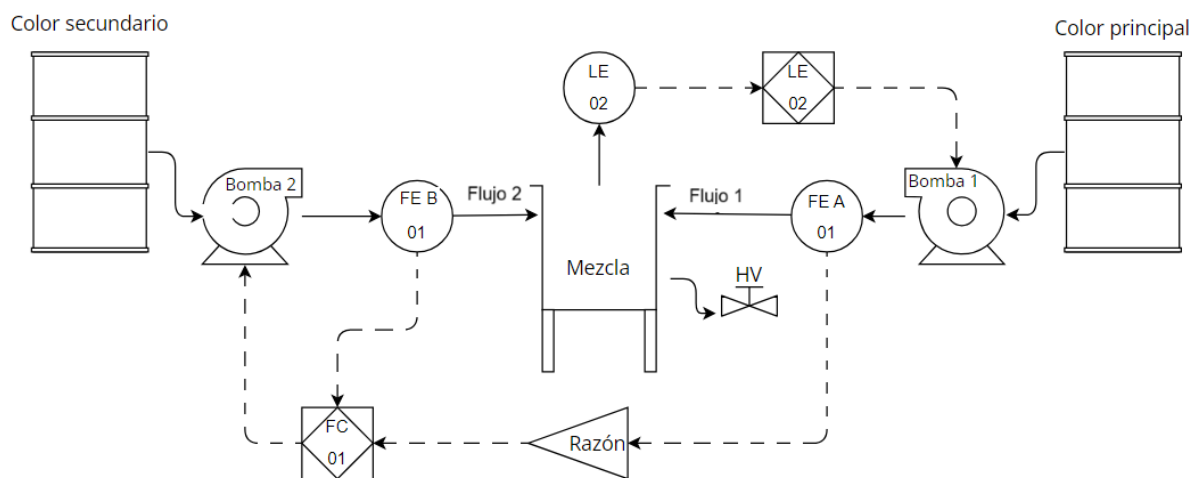 Color secundario
Color principal
LE
02
LE
02
Bomba 2
FE B
01
Flujo 2
Flujo 1
FE A
01
Bomba 1
Mezcla
HV
FC
01
Razón